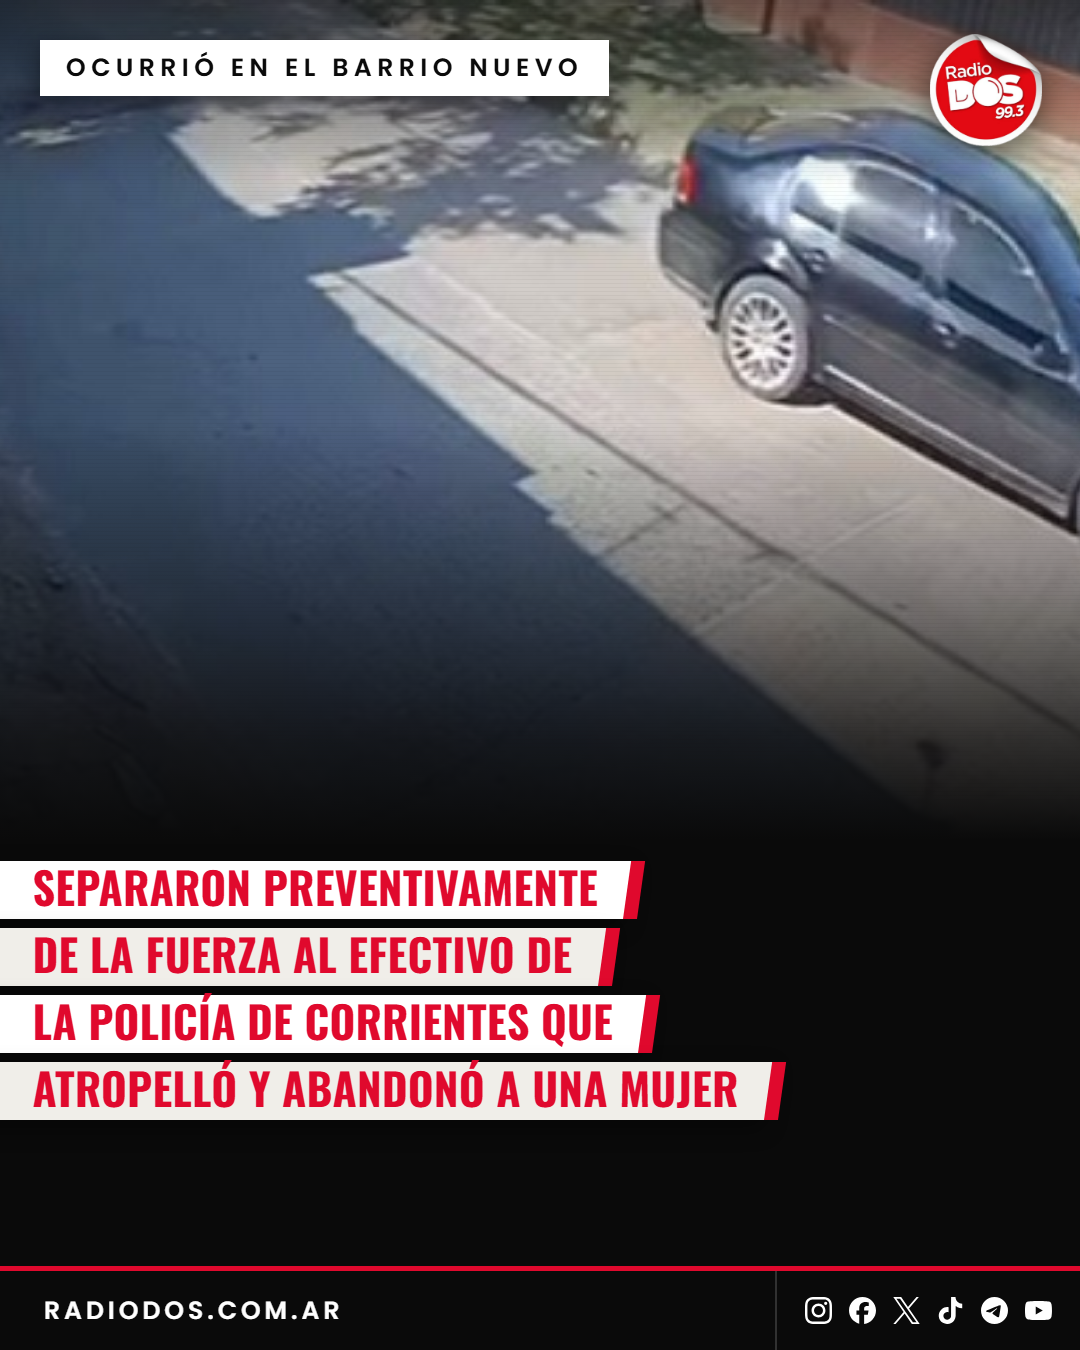 OCURRIÓ EN EL BARRIO NUEVO
Radio
DOS
99.3
SEPARARON PREVENTIVAMENTE
DE LA FUERZA AL EFECTIVO DE
LA POLICÍA DE CORRIENTES QUE
ATROPELLÓ Y ABANDONÓ A UNA MUJER
RADIODOS.COM.AR